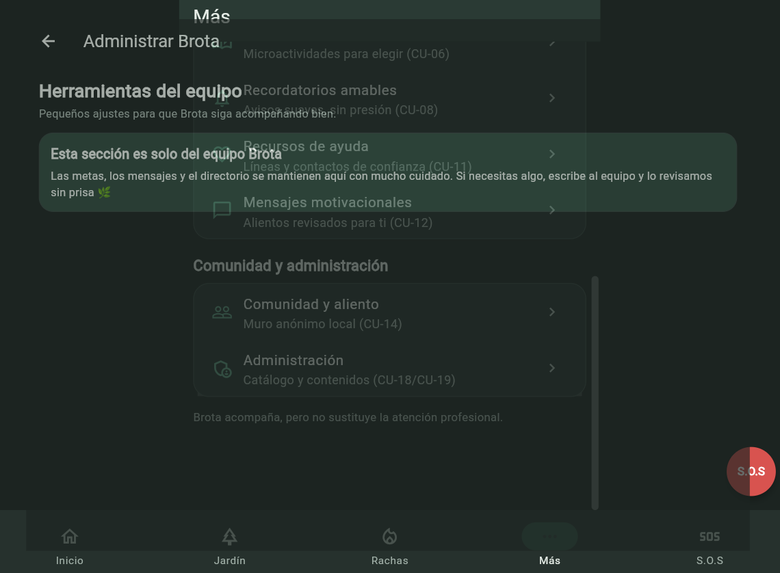 Más
Administrar Brota
Microactividades para elegir (CU-06)
Herramientas del equipo
Recordatorios amables
Pequeños ajustes para que Brota siga acompañando bien.
Avisos suaves, sin presión (CU-08)
Recursos de ayuda
Esta sección es solo del equipo Brota
Líneas y contactos de confianza (CU-11)
Las metas, los mensajes y el directorio se mantienen aquí con mucho cuidado. Si necesitas algo, escribe al equipo y lo revisamos
sin prisa 🌿
Mensajes motivacionales
Alientos revisados para ti (CU-12)
Comunidad y administración
Comunidad y aliento
Muro anónimo local (CU-14)
Administración
Catálogo y contenidos (CU-18/CU-19)
Brota acompaña, pero no sustituye la atención profesional.
S.O.S
SOS
Inicio
Jardín
Rachas
Más
S.O.S